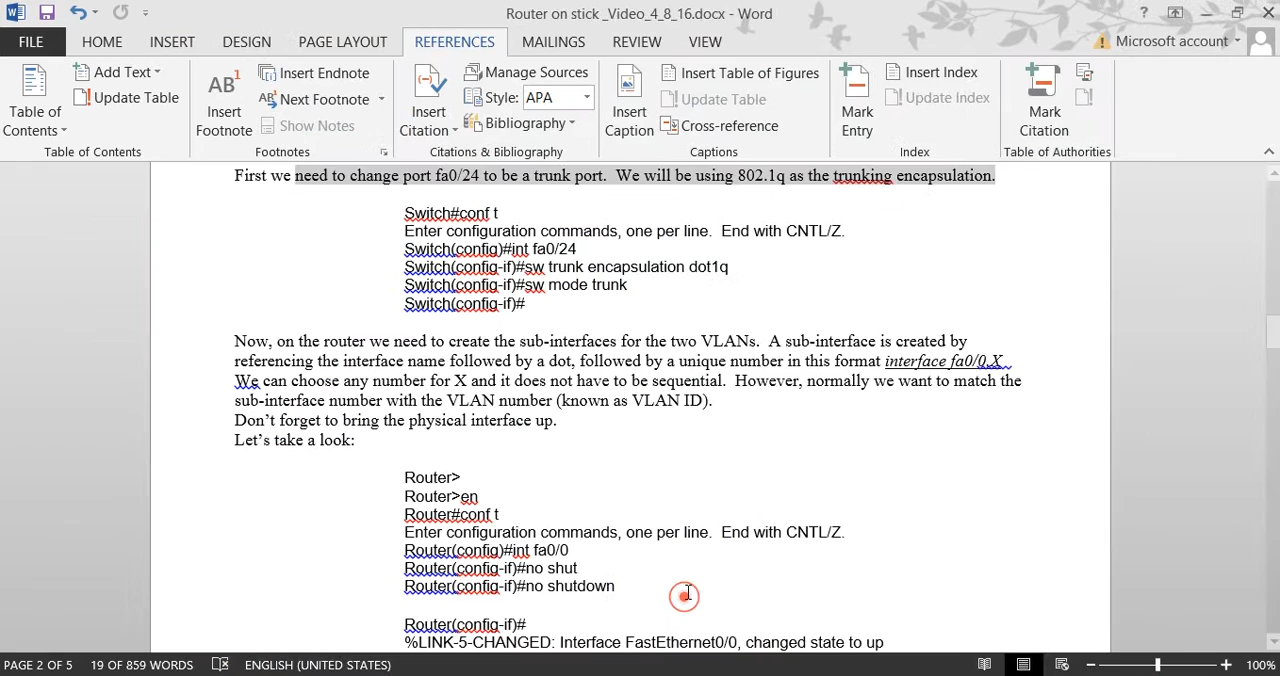 Router on stick _Video_4_8_16.docx - Word
?
FILE
HOME
INSERT
DESIGN
PAGE LAYOUT
REFERENCES
MAILINGS
REVIEW
VIEW
Microsoft account
Table of
Contents
Add Text
Update Table
Table of Contents
AB1
Insert
Footnote
Insert Endnote
Next Footnote
Show Notes
Footnotes
Insert
Citation
Manage Sources
Style: APA
Bibliography
Citations & Bibliography
Insert
Caption
Insert Table of Figures
Update Table
Cross-reference
Captions
Mark
Entry
Insert Index
Update Index
Index
Mark
Citation
Table of Authorities
First we need to change port fa0/24 to be a trunk port.  We will be using 802.1q as the trunking encapsulation.
Switch#conf t
Enter configuration commands, one per line.  End with CNTL/Z.
Switch(config)#int fa0/24
Switch(config-if)#sw trunk encapsulation dot1q
Switch(config-if)#sw mode trunk
Switch(config-if)#
Now, on the router we need to create the sub-interfaces for the two VLANs.  A sub-interface is created by
referencing the interface name followed by a dot, followed by a unique number in this format interface fa0/0.X
We can choose any number for X and it does not have to be sequential.  However, normally we want to match the
sub-interface number with the VLAN number (known as VLAN ID).
Don’t forget to bring the physical interface up.
Let’s take a look:
Router>
Router>en
Router#conf t
Enter configuration commands, one per line.  End with CNTL/Z.
Router(config)#int fa0/0
Router(config-if)#no shut
Router(config-if)#no shutdown
Router(config-if)#
%LINK-5-CHANGED: Interface FastEthernet0/0, changed state to up
PAGE 2 OF 5
19 OF 859 WORDS
ENGLISH (UNITED STATES)
100%